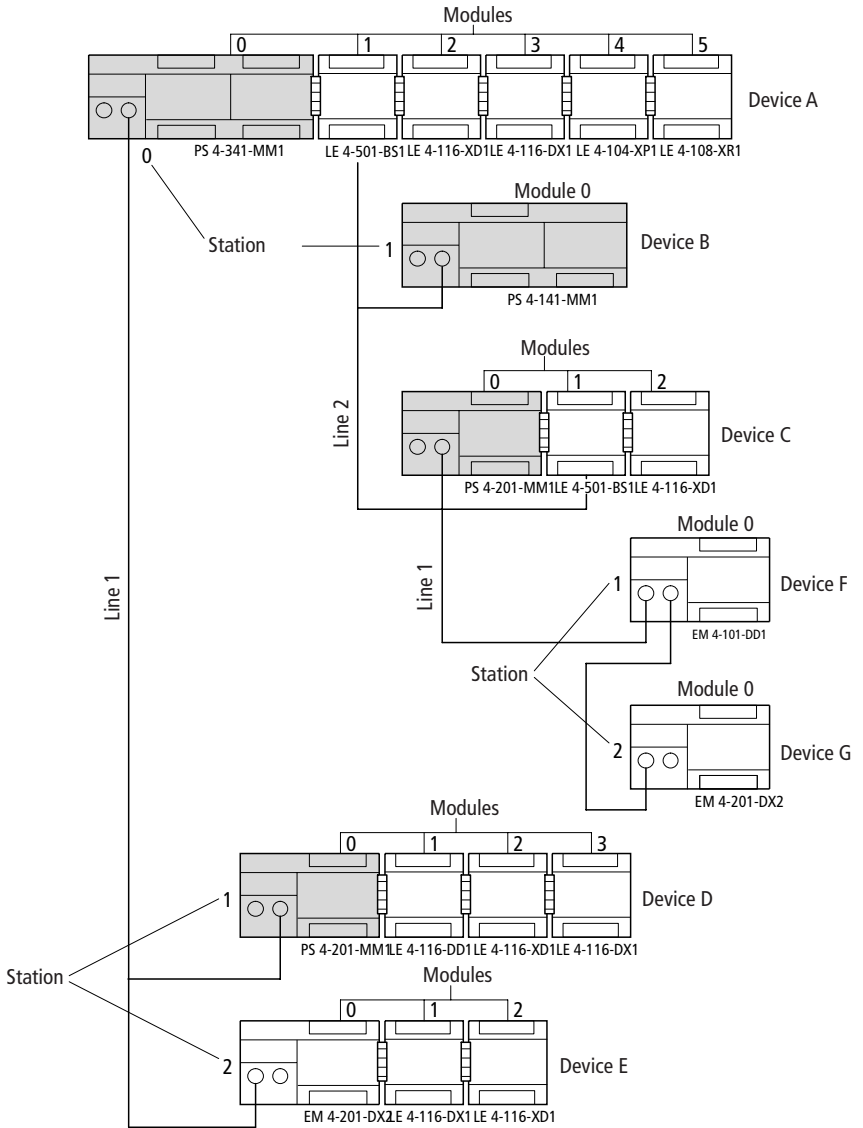 Modules
0 1 2 3 4 5
Device A
0
PS 4-341-MM1 LE 4-501-BS1 LE 4-116-XD1 LE 4-116-DX1 LE 4-104-XP1 LE 4-108-XR1
Module 0
Station
1
Device B
PS 4-141-MM1
Modules
0 1 2
Line 2
Device C
PS 4-201-MM1 LE 4-501-BS1 LE 4-116-XD1
Module 0
Line 1
Line 1
1
Device F
EM 4-101-DD1
Station
Module 0
2
Device G
EM 4-201-DX2
Modules
0 1 2 3
1
Device D
PS 4-201-MM1 LE 4-116-DD1 LE 4-116-XD1 LE 4-116-DX1
Station
Modules
0 1 2
2
Device E
EM 4-201-DX2 LE 4-116-DX1 LE 4-116-XD1